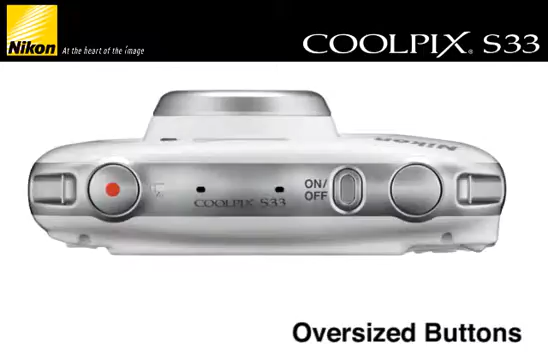 Nikon
At the heart of the image
COOLPIX® S33
Nikon
ON/
OFF
COOLPIX S33
Oversized Buttons